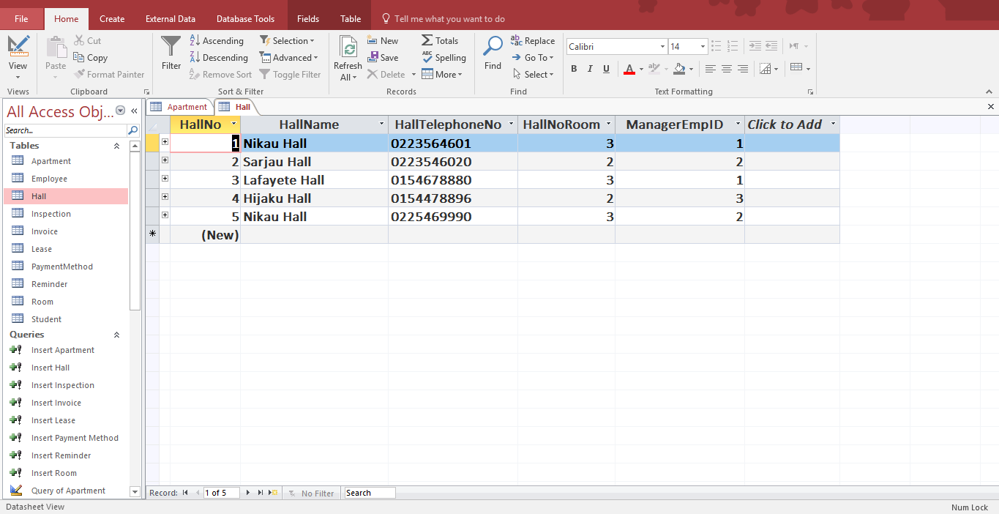 File Home Create External Data Database Tools Fields Table Tell me what you want to do
View
Views
Paste
Cut
Copy
Format Painter
Clipboard
Filter
Ascending
Descending
Remove Sort
Selection
Advanced
Toggle Filter
Sort & Filter
Refresh
All
New
Save
Delete
Totals
Spelling
More
Records
Find
Replace
Go To
Select
Find
Calibri 14
B I U
Text Formatting
All Access Obj...
Search...
Tables
Apartment
Employee
Hall
Inspection
Invoice
Lease
PaymentMethod
Reminder
Room
Student
Queries
Insert Apartment
Insert Hall
Insert Inspection
Insert Invoice
Insert Lease
Insert Payment Method
Insert Reminder
Insert Room
Query of Apartment
Apartment Hall
HallNo HallName HallTelephoneNo HallNoRoom ManagerEmpID Click to Add
1 Nikau Hall 0223564601 3 1
2 Sarjau Hall 0223546020 2 2
3 Lafayete Hall 0154678880 3 1
4 Hijaku Hall 0154478896 2 3
5 Nikau Hall 0225469990 3 2
(New)
Record: 1 of 5 No Filter Search
Datasheet View Num Lock